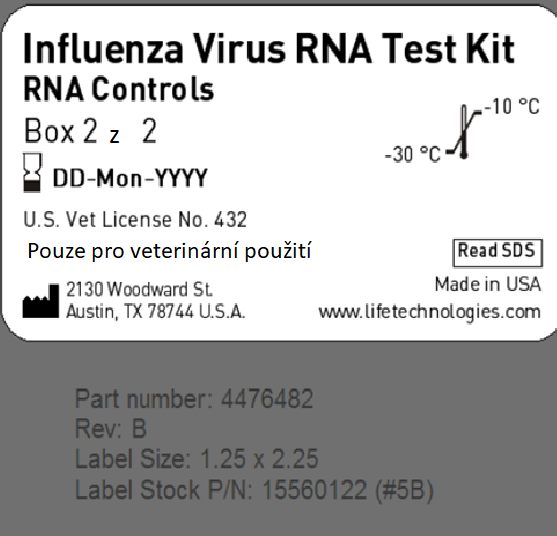 Influenza Virus RNA Test Kit
RNA Controls
Box 2 z 2
-10 °C
-30 °C
DD-Mon-YYYY
U.S. Vet License No. 432
Pouze pro veterinární použití
Read SDS
2130 Woodward St.
Austin, TX 78744 U.S.A.
Made in USA
www.lifetechnologies.com
Part number: 4476482
Rev: B
Label Size: 1.25 x 2.25
Label Stock P/N: 15560122 (#5B)